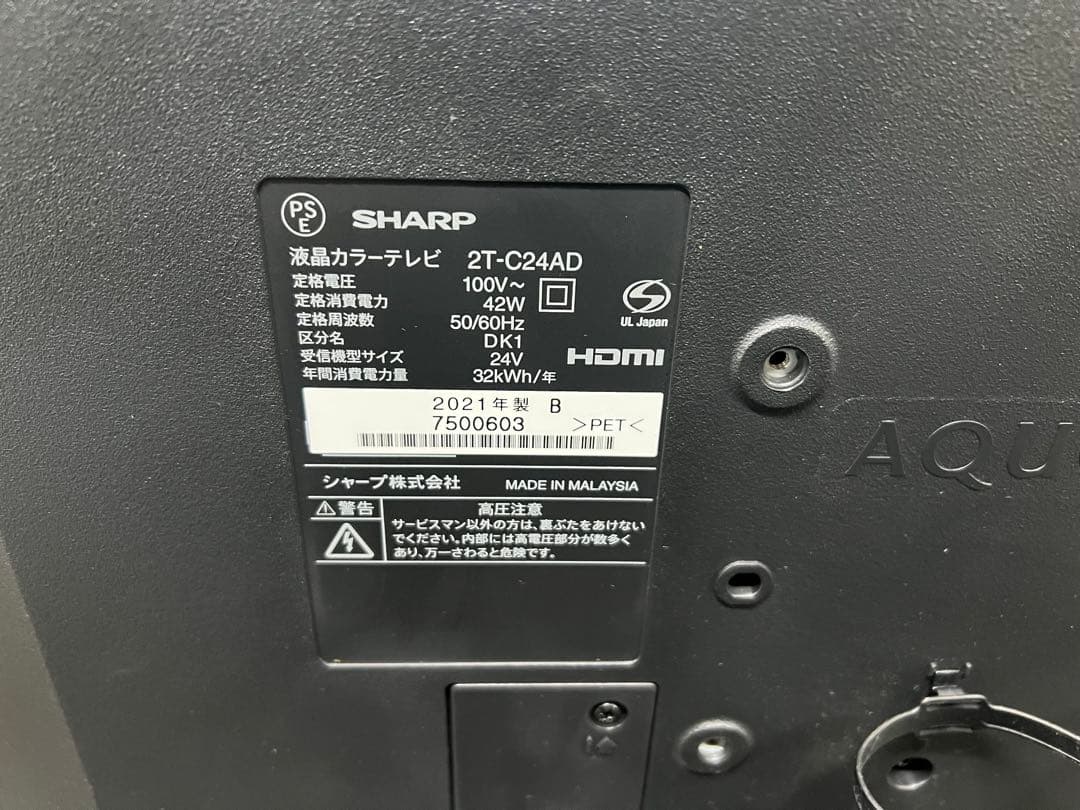 PS
E
SHARP
液晶カラーテレビ 2T-C24AD
定格電圧 100V～
定格消費電力 42W
定格周波数 50/60Hz
区分名 DK1
受信機型サイズ 24V
年間消費電力量 32kWh/年
UL Japan
HDMI
2021年製 B
7500603 >PET<
シャープ株式会社 MADE IN MALAYSIA
警告 高圧注意
サービスマン以外の方は、裏ぶたをあけない
でください。内部には高電圧部分が数多く
あり、万一さわると危険です。
AQU